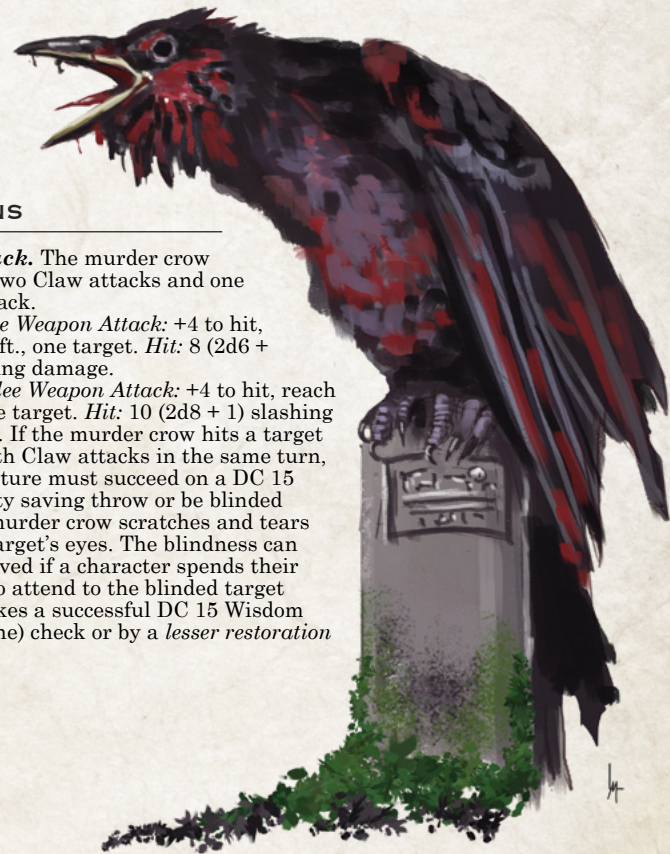 NS
ck. The murder crow
wo Claw attacks and one
ack.
e Weapon Attack: +4 to hit,
ft., one target. Hit: 8 (2d6 +
ing damage.
lee Weapon Attack: +4 to hit, reach
e target. Hit: 10 (2d8 + 1) slashing
. If the murder crow hits a target
th Claw attacks in the same turn,
ture must succeed on a DC 15
ty saving throw or be blinded
murder crow scratches and tears
arget's eyes. The blindness can
ved if a character spends their
o attend to the blinded target
kes a successful DC 15 Wisdom
ne) check or by a lesser restoration